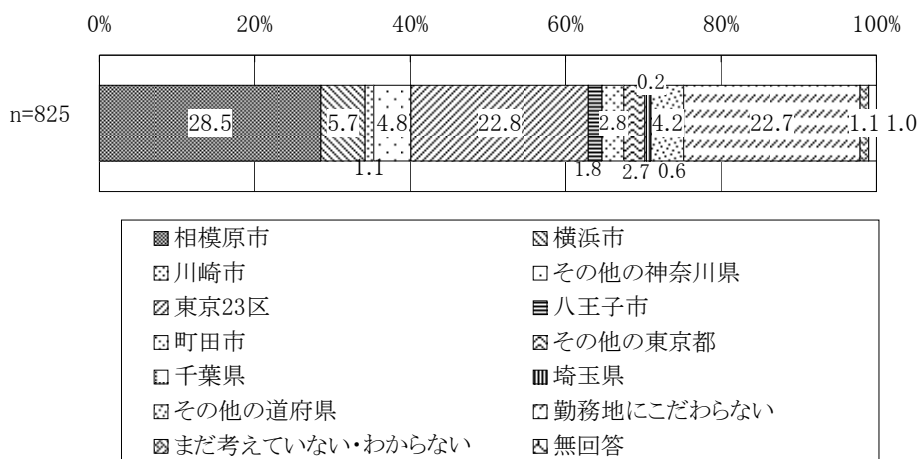 0% 20% 40% 60% 80% 100%
0.2
n=825 28.5 5.7 4.8 22.8 2.8 4.2 22.7 1.1 1.0
1.1 1.8 2.7 0.6
相模原市 横浜市
川崎市 その他の神奈川県
東京23区 八王子市
町田市 その他の東京都
千葉県 埼玉県
その他の道府県 勤務地にこだわらない
まだ考えていない・わからない 無回答